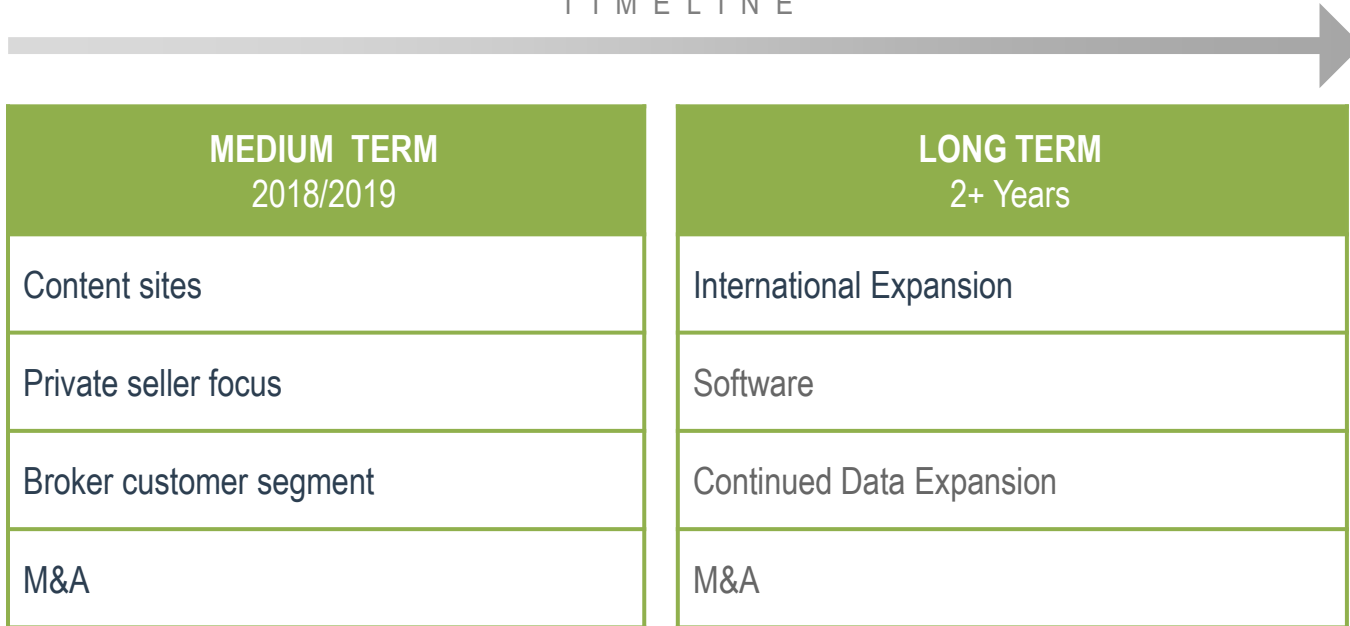 TIMELINE
MEDIUM TERM
2018/2019
Content sites
Private seller focus
Broker customer segment
M&A
LONG TERM
2+ Years
International Expansion
Software
Continued Data Expansion
M&A